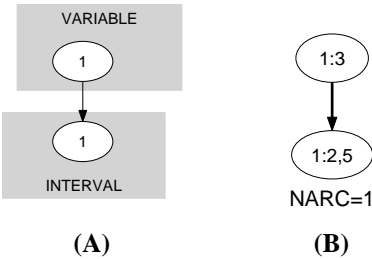 VARIABLE
1
1
INTERVAL
(A)
1:3
1:2,5
NARC=1
(B)